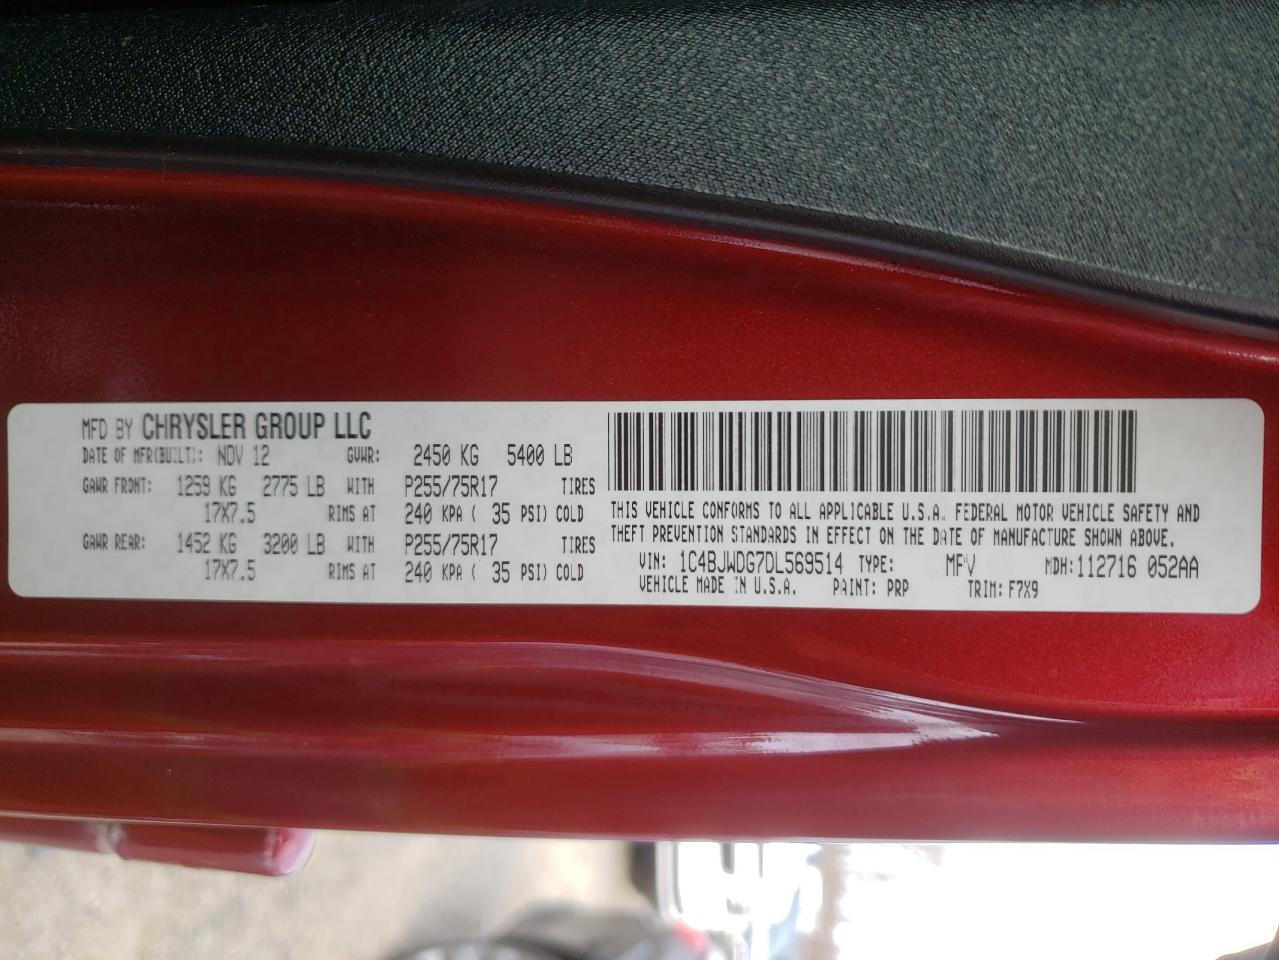 MFD BY CHRYSLER GROUP LLC
DATE OF MFR(BUILT): NOV 12 GVWR: 2450 KG 5400 LB
GAWR FRONT: 1259 KG 2775 LB WITH P255/75R17 TIRES
17X7.5 RIMS AT 240 KPA ( 35 PSI) COLD
GAWR REAR: 1452 KG 3200 LB WITH P255/75R17 TIRES
17X7.5 RIMS AT 240 KPA ( 35 PSI) COLD
THIS VEHICLE CONFORMS TO ALL APPLICABLE U.S.A. FEDERAL MOTOR VEHICLE SAFETY AND
THEFT PREVENTION STANDARDS IN EFFECT ON THE DATE OF MANUFACTURE SHOWN ABOVE.
VIN: 1C4BJWDG7DL569514 TYPE: MPV MDH: 112716 052AA
VEHICLE MADE IN U.S.A. PAINT: PRP TRIM: F7X9